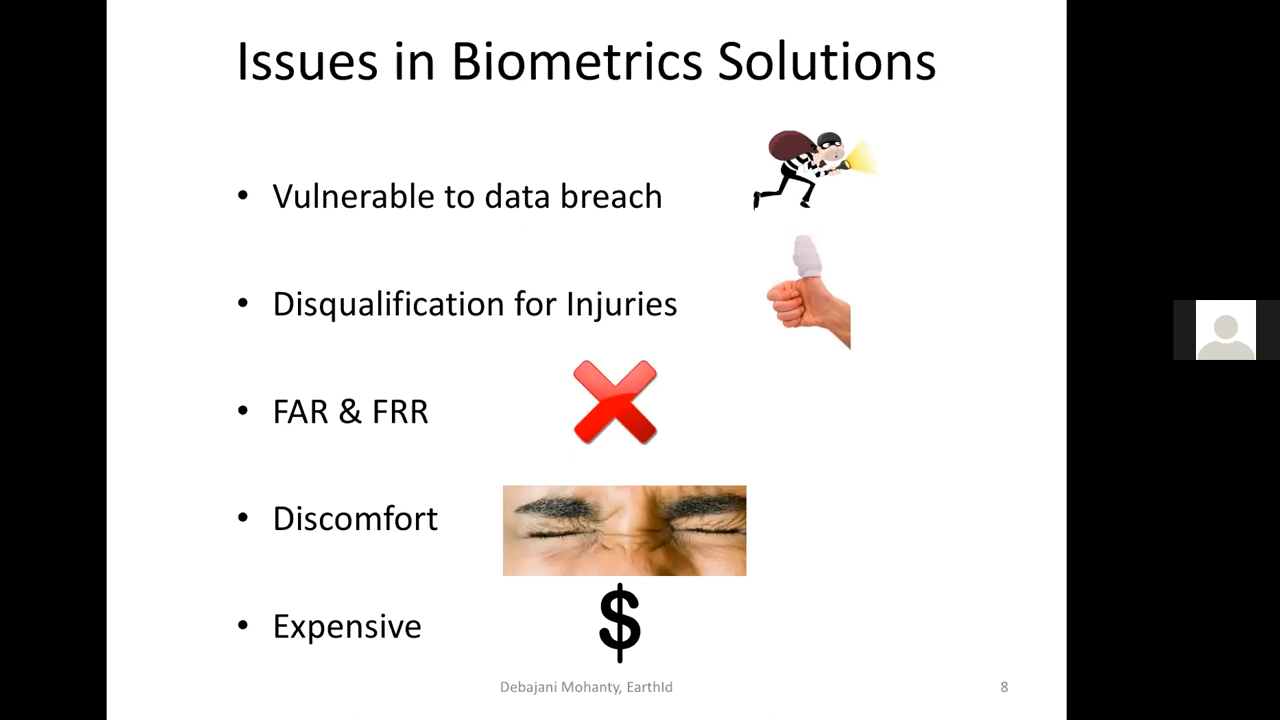 Issues in Biometrics Solutions
• Vulnerable to data breach
• Disqualification for Injuries
• FAR & FRR
• Discomfort
• Expensive
$
Debajani Mohanty, EarthId
8